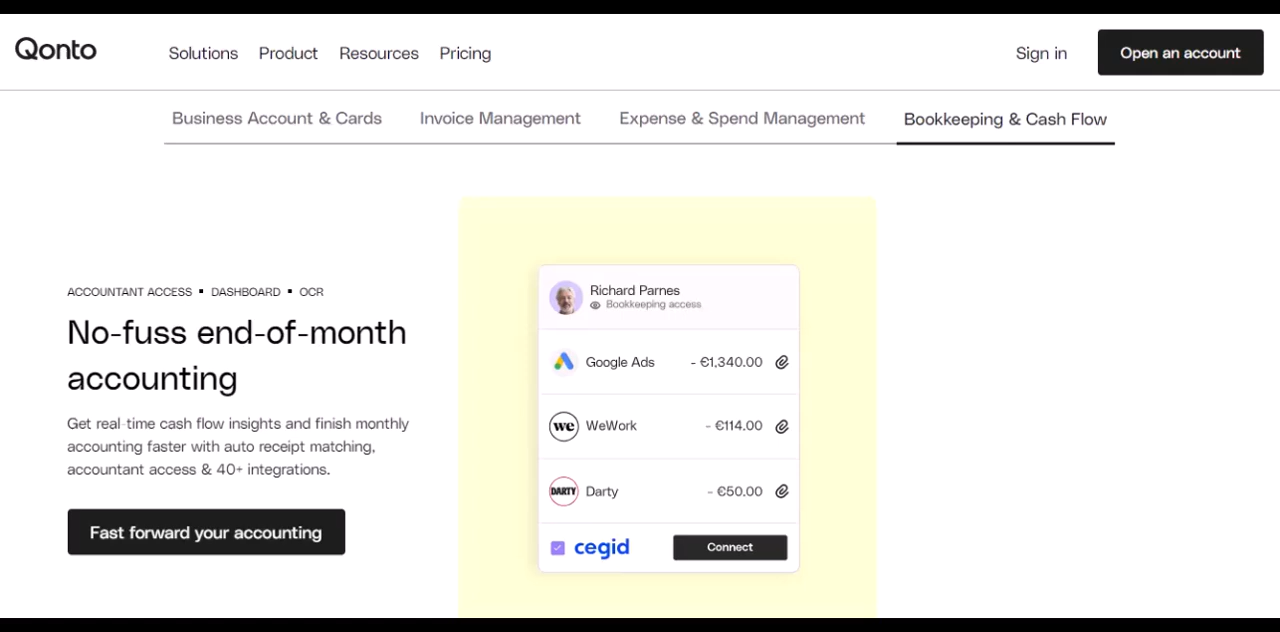 Qonto
Solutions Product Resources Pricing
Sign in
Open an account
Business Account & Cards Invoice Management Expense & Spend Management Bookkeeping & Cash Flow
ACCOUNTANT ACCESS ▪ DASHBOARD ▪ OCR
No-fuss end-of-month
accounting
Get real-time cash flow insights and finish monthly
accounting faster with auto receipt matching,
accountant access & 40+ integrations.
Fast forward your accounting
Richard Parnes
Bookkeeping access
Google Ads - €1,340.00
we WeWork - €114.00
DARTY Darty - €50.00
cegid Connect